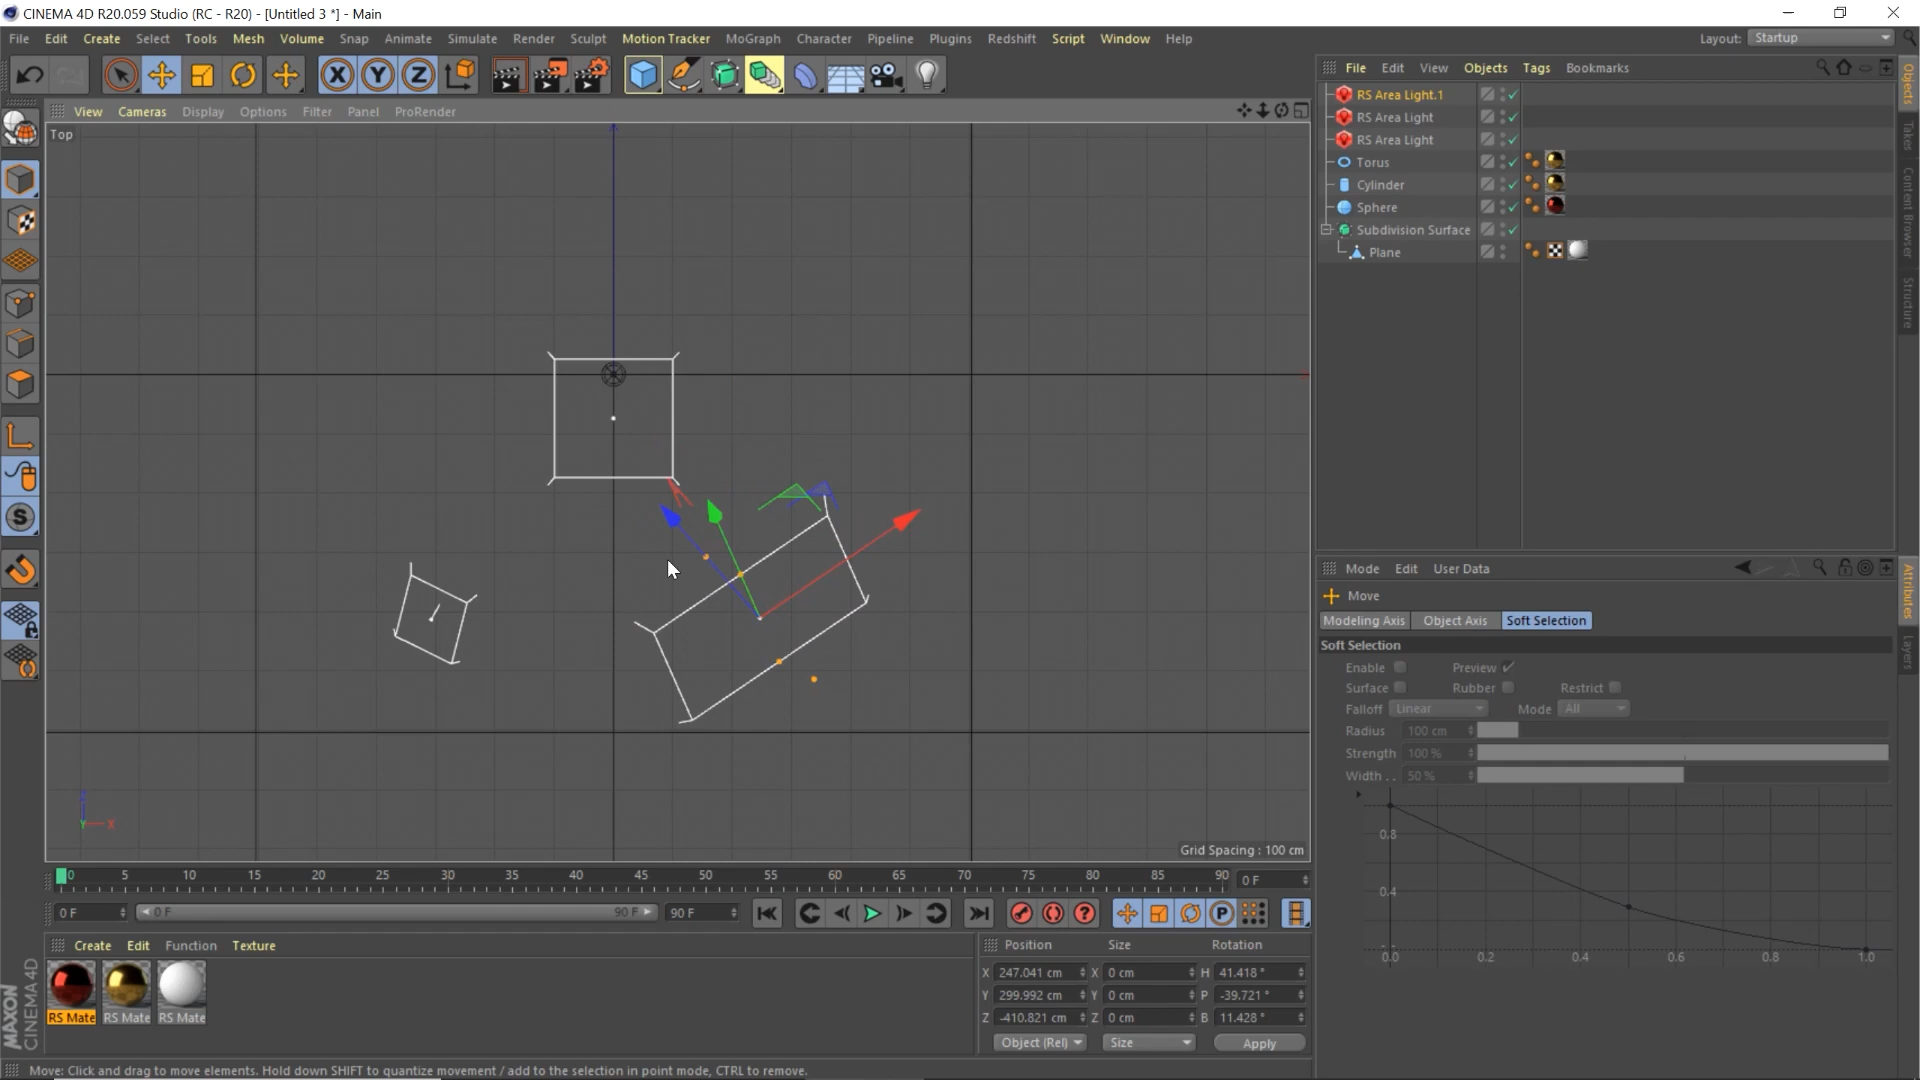 CINEMA 4D R20.059 Studio (RC - R20) - [Untitled 3 *] - Main
File Edit Create Select Tools Mesh Volume Snap Animate Simulate Render Sculpt Motion Tracker MoGraph Character Pipeline Plugins Redshift Script Window Help
Layout: Startup
X Y Z
File Edit View Objects Tags Bookmarks
View Cameras Display Options Filter Panel ProRender
Top
RS Area Light.1
RS Area Light
RS Area Light
Torus
Cylinder
Sphere
Subdivision Surface
Plane
Objects
Takes
Content Browser
Structure
S
Mode Edit User Data
Move
Modeling Axis Object Axis Soft Selection
Soft Selection
Enable Preview
Surface Rubber Restrict
Falloff Linear Mode All
Radius 100 cm
Strength 100 %
Width . . 50 %
0.8
0.4
0.0 0.2 0.4 0.6 0.8 1.0
Attributes
Layers
Y X
Grid Spacing : 100 cm
0 5 10 15 20 25 30 35 40 45 50 55 60 65 70 75 80 85 90 0 F
0 F 0 F 90 F 90 F
P
Create Edit Function Texture
RS Mate RS Mate RS Mate
MAXON
CINEMA 4D
Position Size Rotation
X 247.041 cm X 0 cm H 41.418 °
Y 299.992 cm Y 0 cm P -39.721 °
Z -410.821 cm Z 0 cm B 11.428 °
Object (Rel) Size Apply
Move: Click and drag to move elements. Hold down SHIFT to quantize movement / add to the selection in point mode, CTRL to remove.